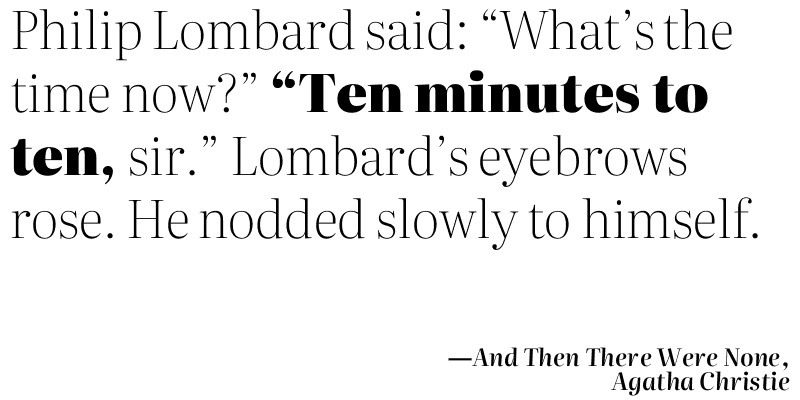 Philip Lombard said: “What’s the
time now?” “Ten minutes to
ten, sir.” Lombard’s eyebrows
rose. He nodded slowly to himself.
—And Then There Were None,
Agatha Christie